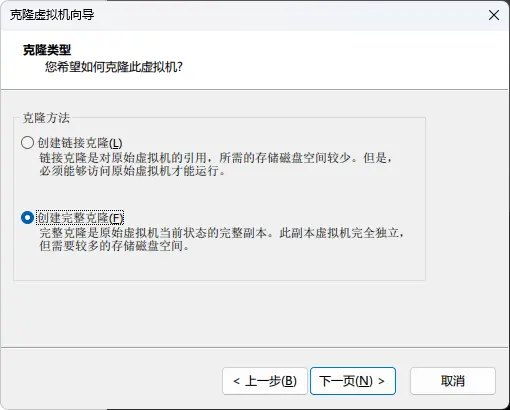 克隆虚拟机向导
克隆类型
您希望如何克隆此虚拟机?
克隆方法
创建链接克隆(L)
链接克隆是对原始虚拟机的引用，所需的存储磁盘空间较少。但是，
必须能够访问原始虚拟机才能运行。
创建完整克隆(F)
完整克隆是原始虚拟机当前状态的完整副本。此副本虚拟机完全独立，
但需要较多的存储磁盘空间。
< 上一步(B) 下一页(N) > 取消